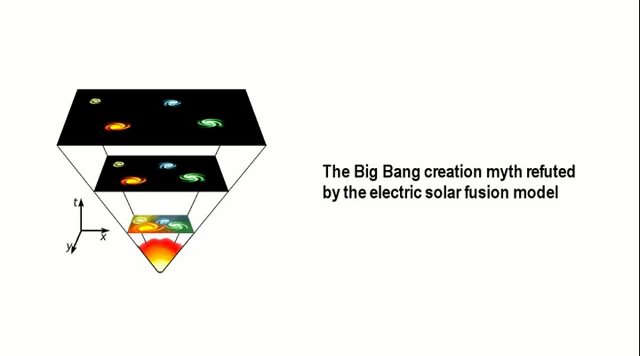 t
y
x
The Big Bang creation myth refuted
by the electric solar fusion model